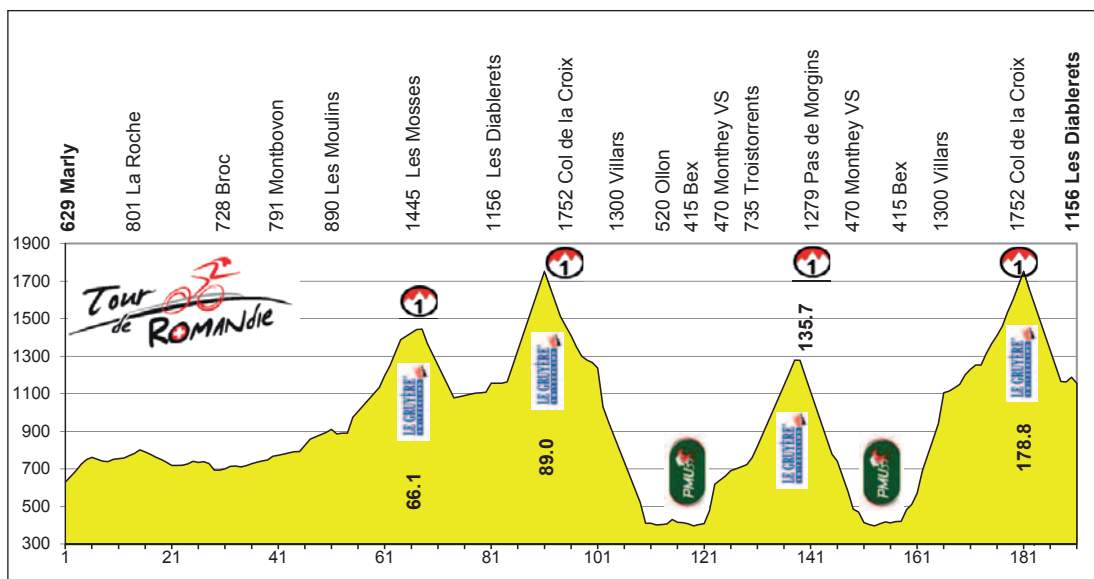 629 Marly
801 La Roche
728 Broc
791 Montbovon
890 Les Moulins
1445 Les Mosses
1156 Les Diablerets
1752 Col de la Croix
1300 Villars
520 Ollon
415 Bex
470 Monthey VS
735 Troistorrents
1279 Pas de Morgins
470 Monthey VS
415 Bex
1300 Villars
1752 Col de la Croix
1156 Les Diablerets
1900
1700
1500
1300
1100
900
700
500
300
Tour
de
ROMANDie
1
1
1
1
LE GRUYÈRE
LE GRUYÈRE
LE GRUYÈRE
LE GRUYÈRE
66.1
89.0
135.7
178.8
PMU
PMU
1
21
41
61
81
101
121
141
161
181